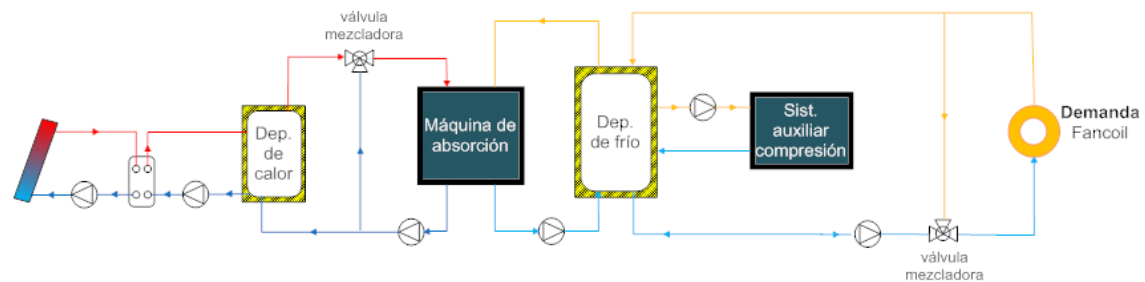 válvula
mezcladora
Dep.
de
calor
Máquina de
absorción
Dep.
de frío
Sist.
auxiliar
compresión
Demanda
Fancoil
válvula
mezcladora